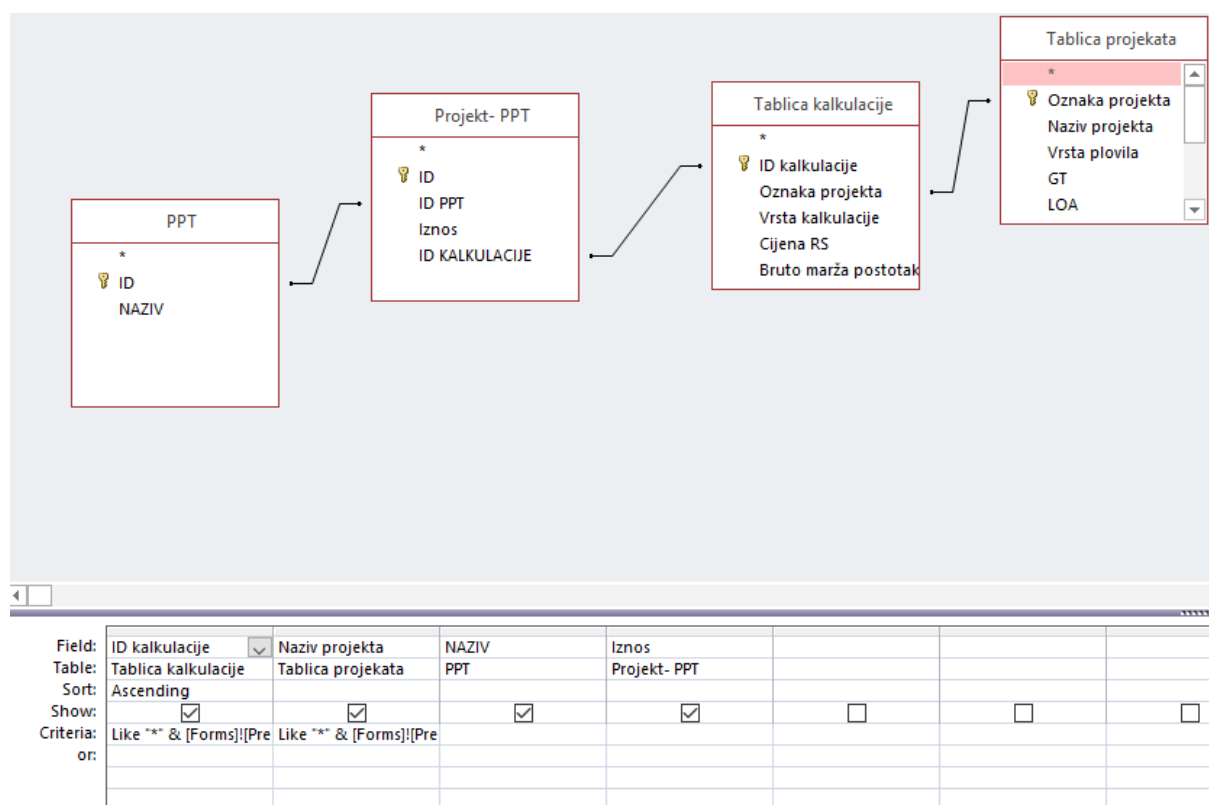 Tablica projekata
*
Oznaka projekta
Naziv projekta
Vrsta plovila
GT
LOA
Tablica kalkulacije
*
ID kalkulacije
Oznaka projekta
Vrsta kalkulacije
Cijena RS
Bruto marža postotak
Projekt- PPT
*
ID
ID PPT
Iznos
ID KALKULACIJE
PPT
*
ID
NAZIV
Field: ID kalkulacije Naziv projekta NAZIV Iznos
Table: Tablica kalkulacije Tablica projekata PPT Projekt- PPT
Sort: Ascending
Show:
Criteria: Like "*" & [Forms]![Pre Like "*" & [Forms]![Pre
or: